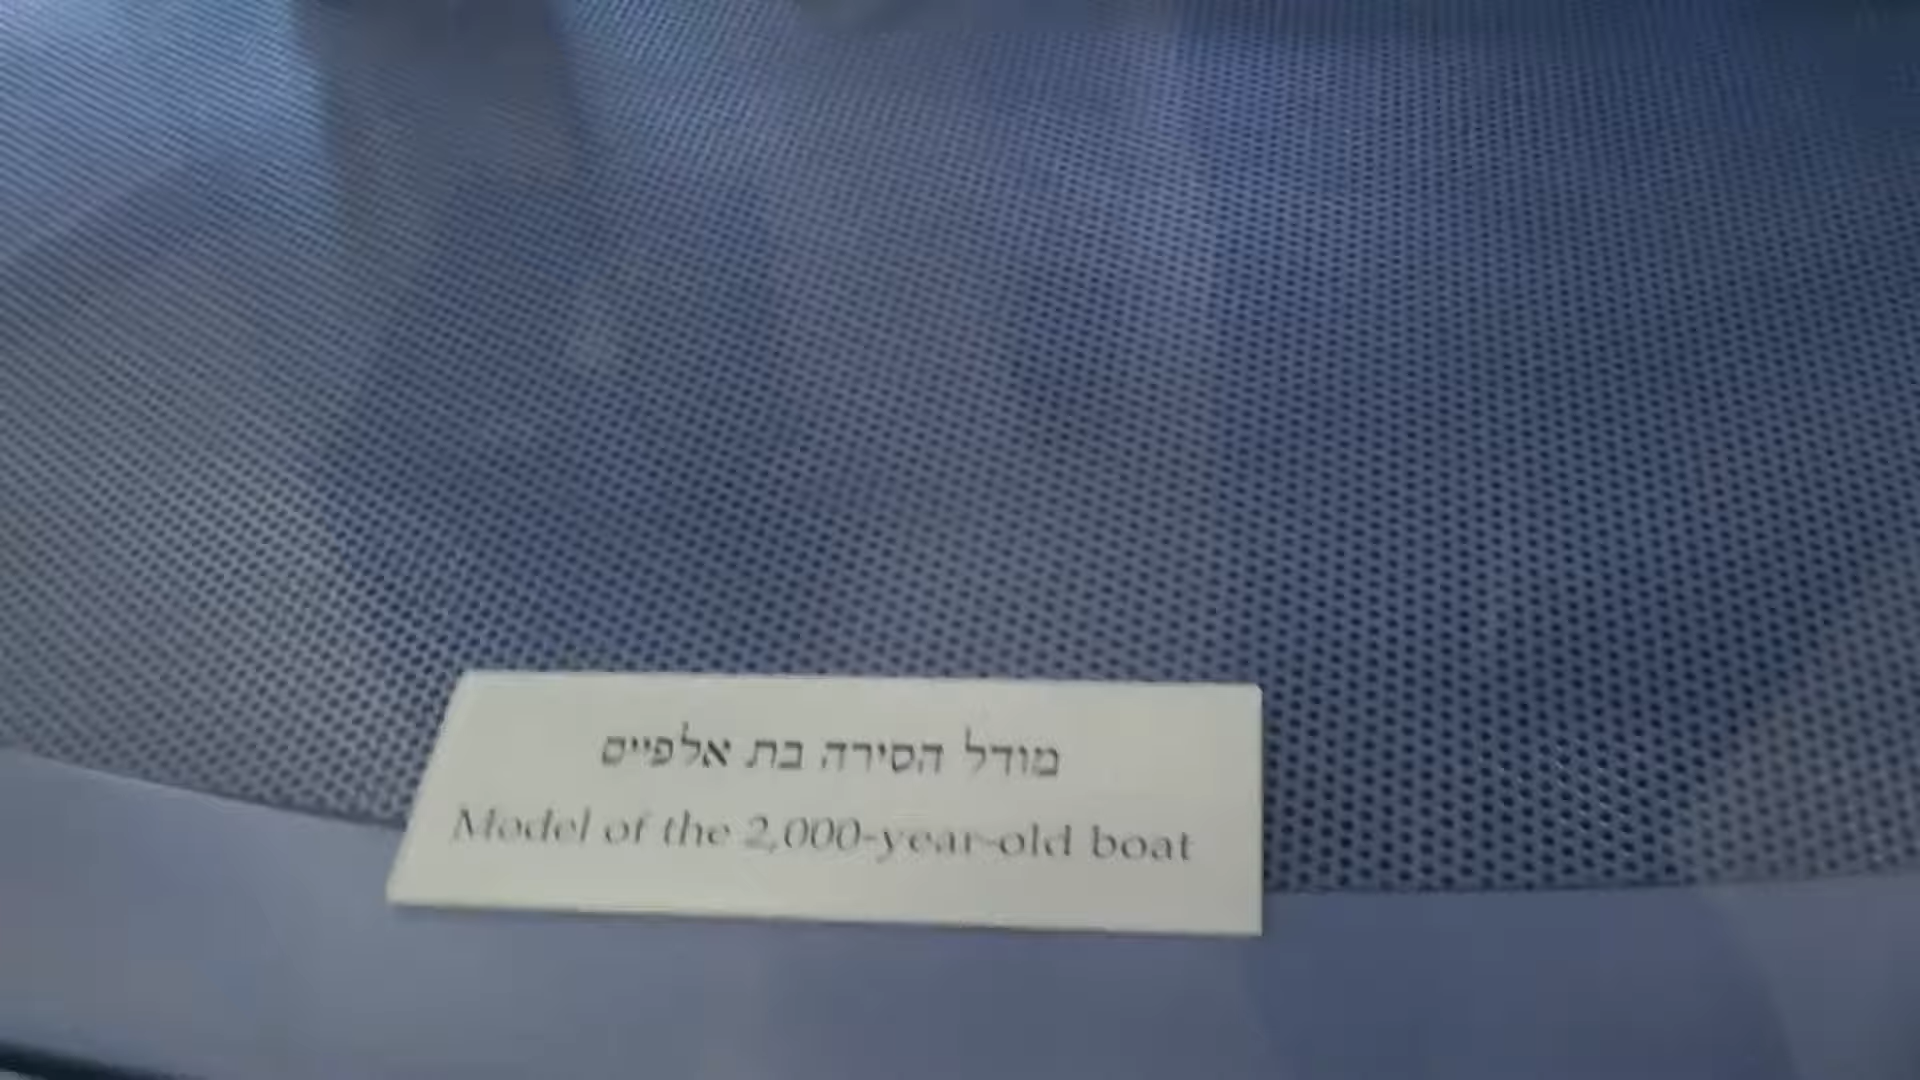 מודל הסירה בת אלפיים
Model of the 2,000-year-old boat